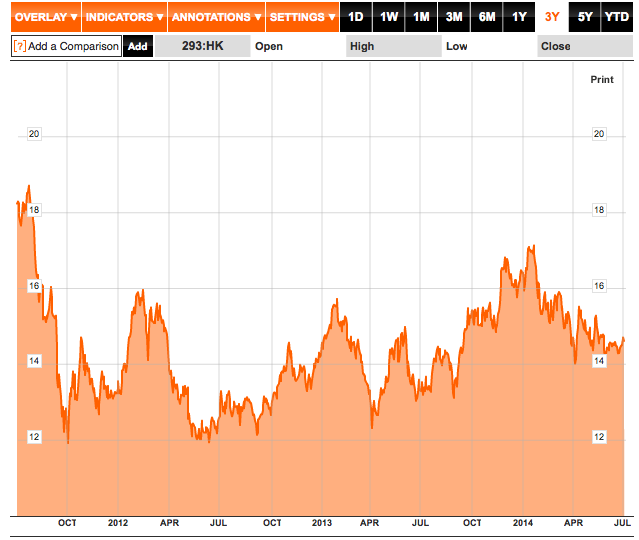 OVERLAY ▼ INDICATORS ▼ ANNOTATIONS ▼ SETTINGS ▼ 1D 1W 1M 3M 6M 1Y 3Y 5Y YTD
[?] Add a Comparison Add 293:HK Open High Low Close
Print
20 20
18 18
16 16
14 14
12 12
OCT 2012 APR JUL OCT 2013 APR JUL OCT 2014 APR JUL